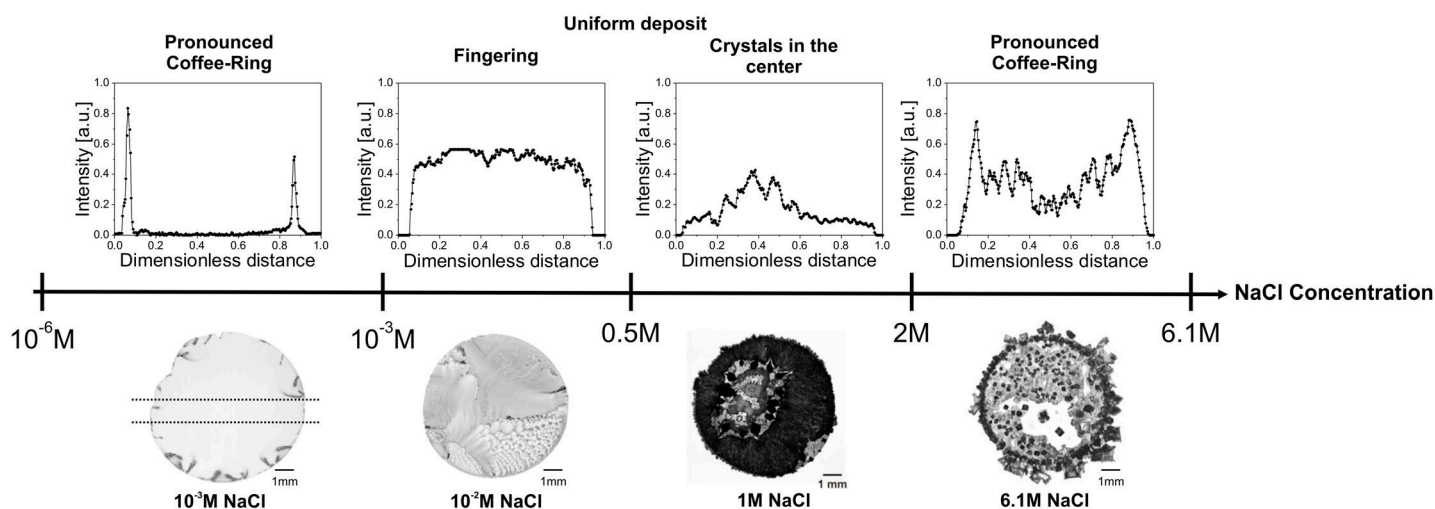 Uniform deposit
Pronounced
Coffee-Ring
Fingering
Crystals in the
center
Pronounced
Coffee-Ring
1.0
0.8
0.6
0.4
0.2
0.0
Intensity [a.u.]
0.0 0.2 0.4 0.6 0.8 1.0
Dimensionless distance
1.0
0.8
0.6
0.4
0.2
0.0
Intensity [a.u.]
0.0 0.2 0.4 0.6 0.8 1.0
Dimensionless distance
1.0
0.8
0.6
0.4
0.2
0.0
Intensity [a.u.]
0.0 0.2 0.4 0.6 0.8 1.0
Dimensionless distance
1.0
0.8
0.6
0.4
0.2
0.0
Intensity [a.u.]
0.0 0.2 0.4 0.6 0.8 1.0
Dimensionless distance
NaCl Concentration
10⁻⁶M 10⁻³M 0.5M 2M 6.1M
1mm
1mm
1 mm
1mm
10⁻³M NaCl
10⁻²M NaCl
1M NaCl
6.1M NaCl